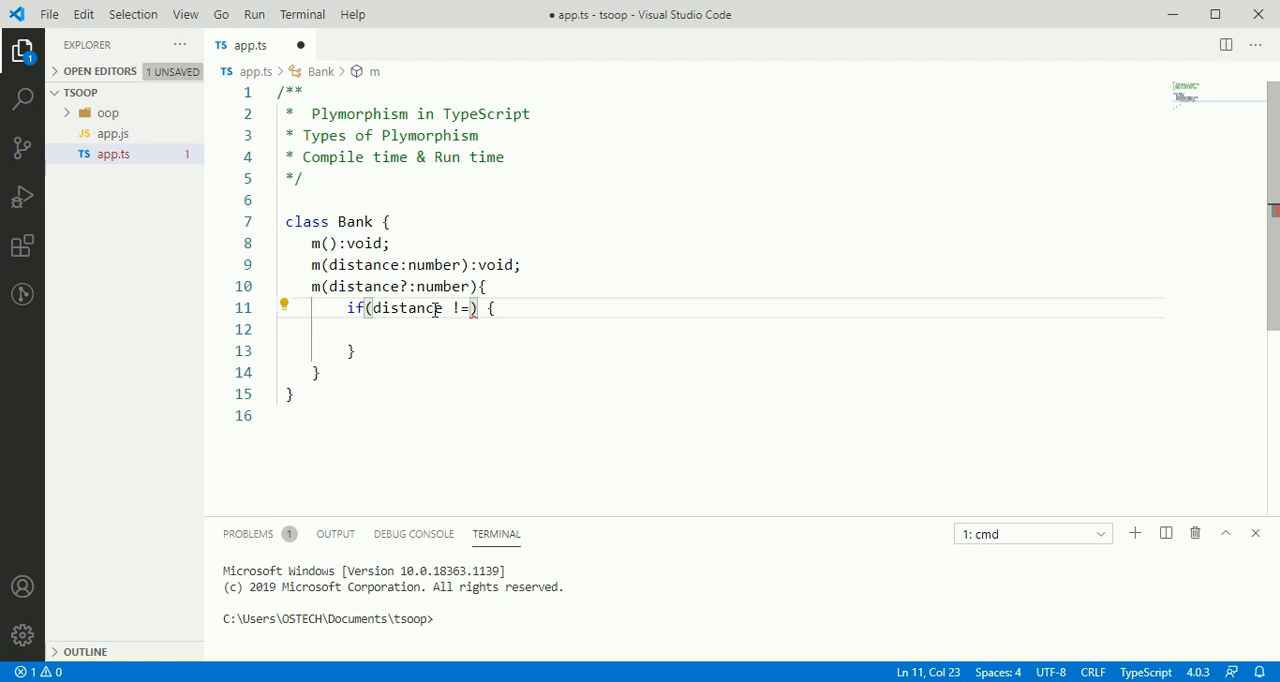 File Edit Selection View Go Run Terminal Help
● app.ts - tsoop - Visual Studio Code
EXPLORER
TS app.ts ●
OPEN EDITORS 1 UNSAVED
TS app.ts > Bank > m
TSOOP
oop
JS app.js
TS app.ts 1
1 /**
2 * Plymorphism in TypeScript
3 * Types of Plymorphism
4 * Compile time & Run time
5 */
6
7 class Bank {
8 m():void;
9 m(distance:number):void;
10 m(distance?:number){
11 if(distance !=) {
12
13 }
14 }
15 }
16
1
PROBLEMS 1 OUTPUT DEBUG CONSOLE TERMINAL
1: cmd
Microsoft Windows [Version 10.0.18363.1139]
(c) 2019 Microsoft Corporation. All rights reserved.
C:\Users\OSTECH\Documents\tsoop>
OUTLINE
1 0
Ln 11, Col 23 Spaces: 4 UTF-8 CRLF TypeScript 4.0.3